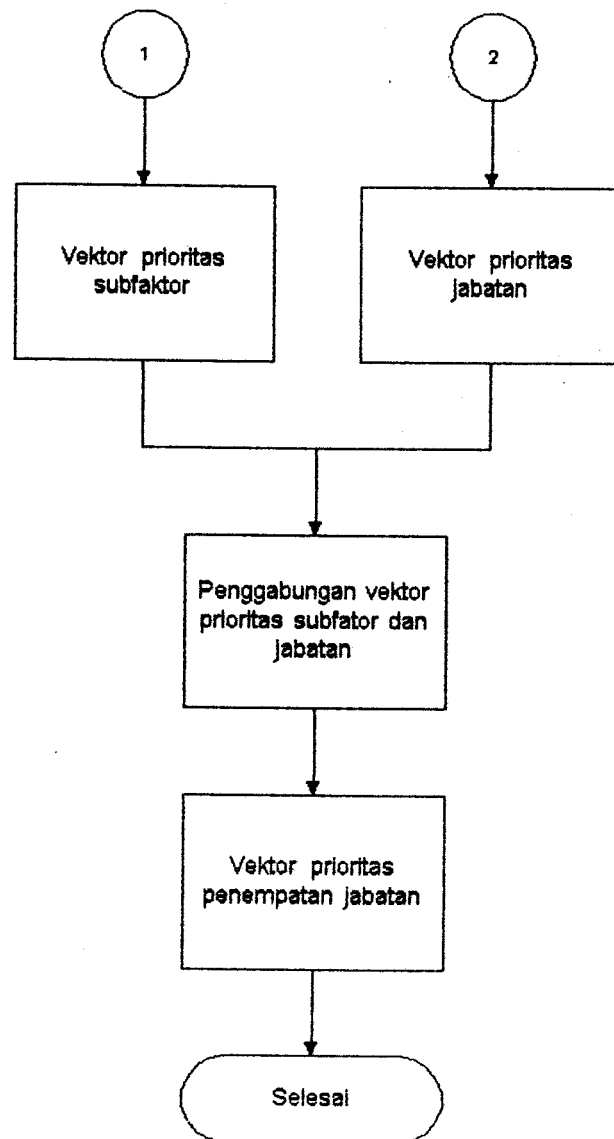 1
2
Vektor prioritas
subfaktor
Vektor prioritas
jabatan
Penggabungan vektor
prioritas subfator dan
jabatan
Vektor prioritas
penempatan jabatan
Selesai